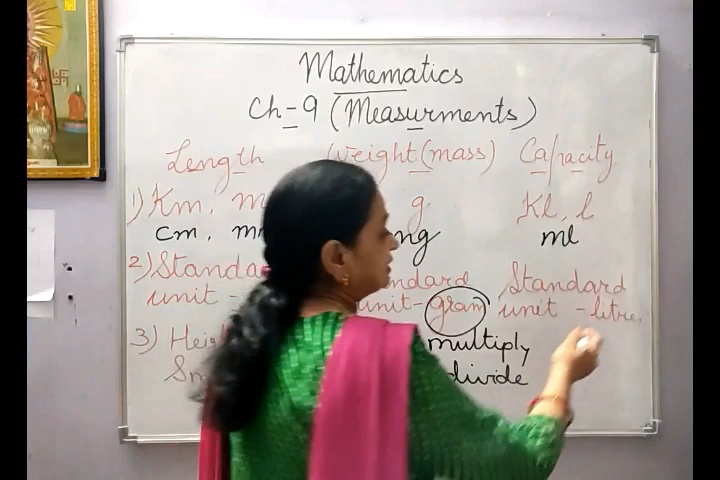 Mathematics
Ch-9 (Measurments)
Length Weight (mass) Capacity
1) Km, m g Kl, l
cm, m mg ml
2) Standa ndard Standard
unit - unit - gram unit - litre
3) Hei multiply
Sm divide